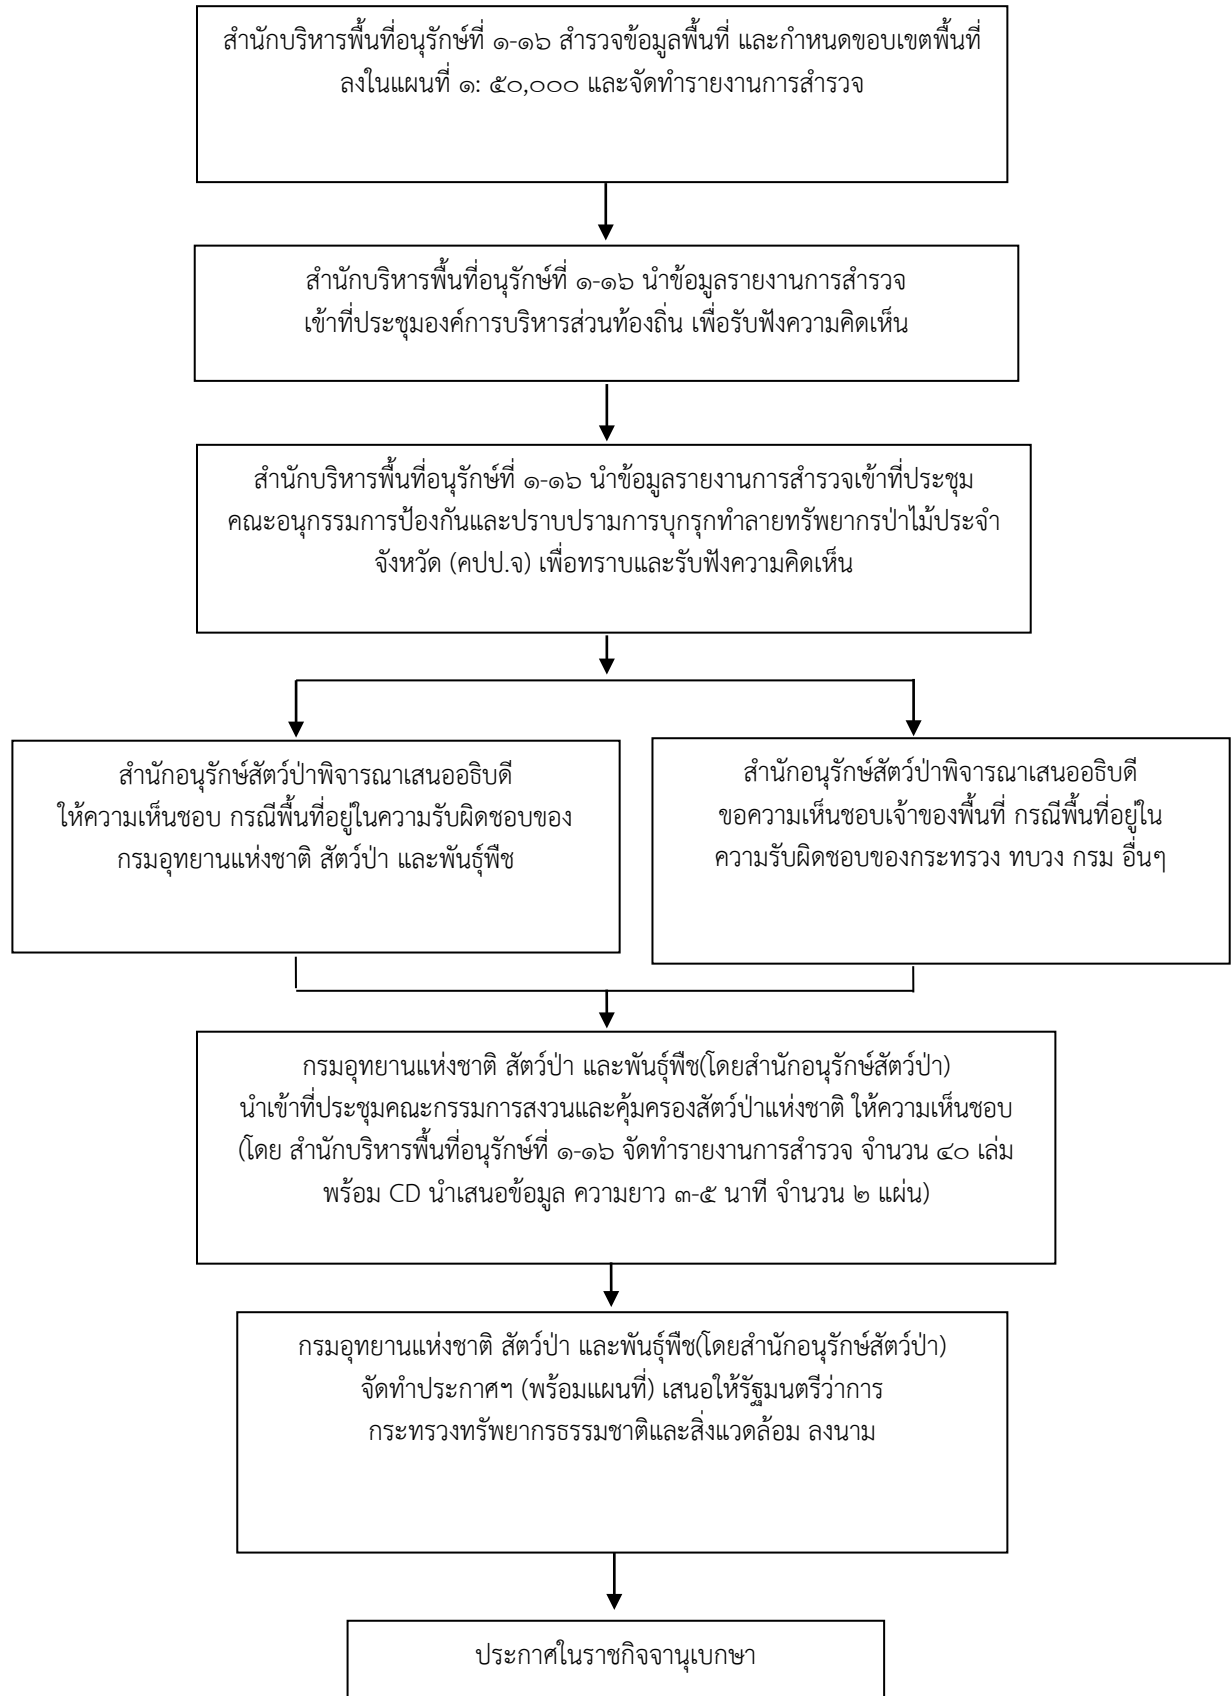 สำนักบริหารพื้นที่อนุรักษ์ที่ ๑-๑๖ สำรวจข้อมูลพื้นที่ และกำหนดขอบเขตพื้นที่
ลงในแผนที่ ๑: ๕๐,๐๐๐ และจัดทำรายงานการสำรวจ
สำนักบริหารพื้นที่อนุรักษ์ที่ ๑-๑๖ นำข้อมูลรายงานการสำรวจ
เข้าที่ประชุมองค์การบริหารส่วนท้องถิ่น เพื่อรับฟังความคิดเห็น
สำนักบริหารพื้นที่อนุรักษ์ที่ ๑-๑๖ นำข้อมูลรายงานการสำรวจเข้าที่ประชุม
คณะอนุกรรมการป้องกันและปราบปรามการบุกรุกทำลายทรัพยากรป่าไม้ประจำ
จังหวัด (คปป.จ) เพื่อทราบและรับฟังความคิดเห็น
สำนักอนุรักษ์สัตว์ป่าพิจารณาเสนออธิบดี
ให้ความเห็นชอบ กรณีพื้นที่อยู่ในความรับผิดชอบของ
กรมอุทยานแห่งชาติ สัตว์ป่า และพันธุ์พืช
สำนักอนุรักษ์สัตว์ป่าพิจารณาเสนออธิบดี
ขอความเห็นชอบเจ้าของพื้นที่ กรณีพื้นที่อยู่ใน
ความรับผิดชอบของกระทรวง ทบวง กรม อื่นๆ
กรมอุทยานแห่งชาติ สัตว์ป่า และพันธุ์พืช(โดยสำนักอนุรักษ์สัตว์ป่า)
นำเข้าที่ประชุมคณะกรรมการสงวนและคุ้มครองสัตว์ป่าแห่งชาติ ให้ความเห็นชอบ
(โดย สำนักบริหารพื้นที่อนุรักษ์ที่ ๑-๑๖ จัดทำรายงานการสำรวจ จำนวน ๔๐ เล่ม
พร้อม CD นำเสนอข้อมูล ความยาว ๓-๕ นาที จำนวน ๒ แผ่น)
กรมอุทยานแห่งชาติ สัตว์ป่า และพันธุ์พืช(โดยสำนักอนุรักษ์สัตว์ป่า)
จัดทำประกาศฯ (พร้อมแผนที่) เสนอให้รัฐมนตรีว่าการ
กระทรวงทรัพยากรธรรมชาติและสิ่งแวดล้อม ลงนาม
ประกาศในราชกิจจานุเบกษา